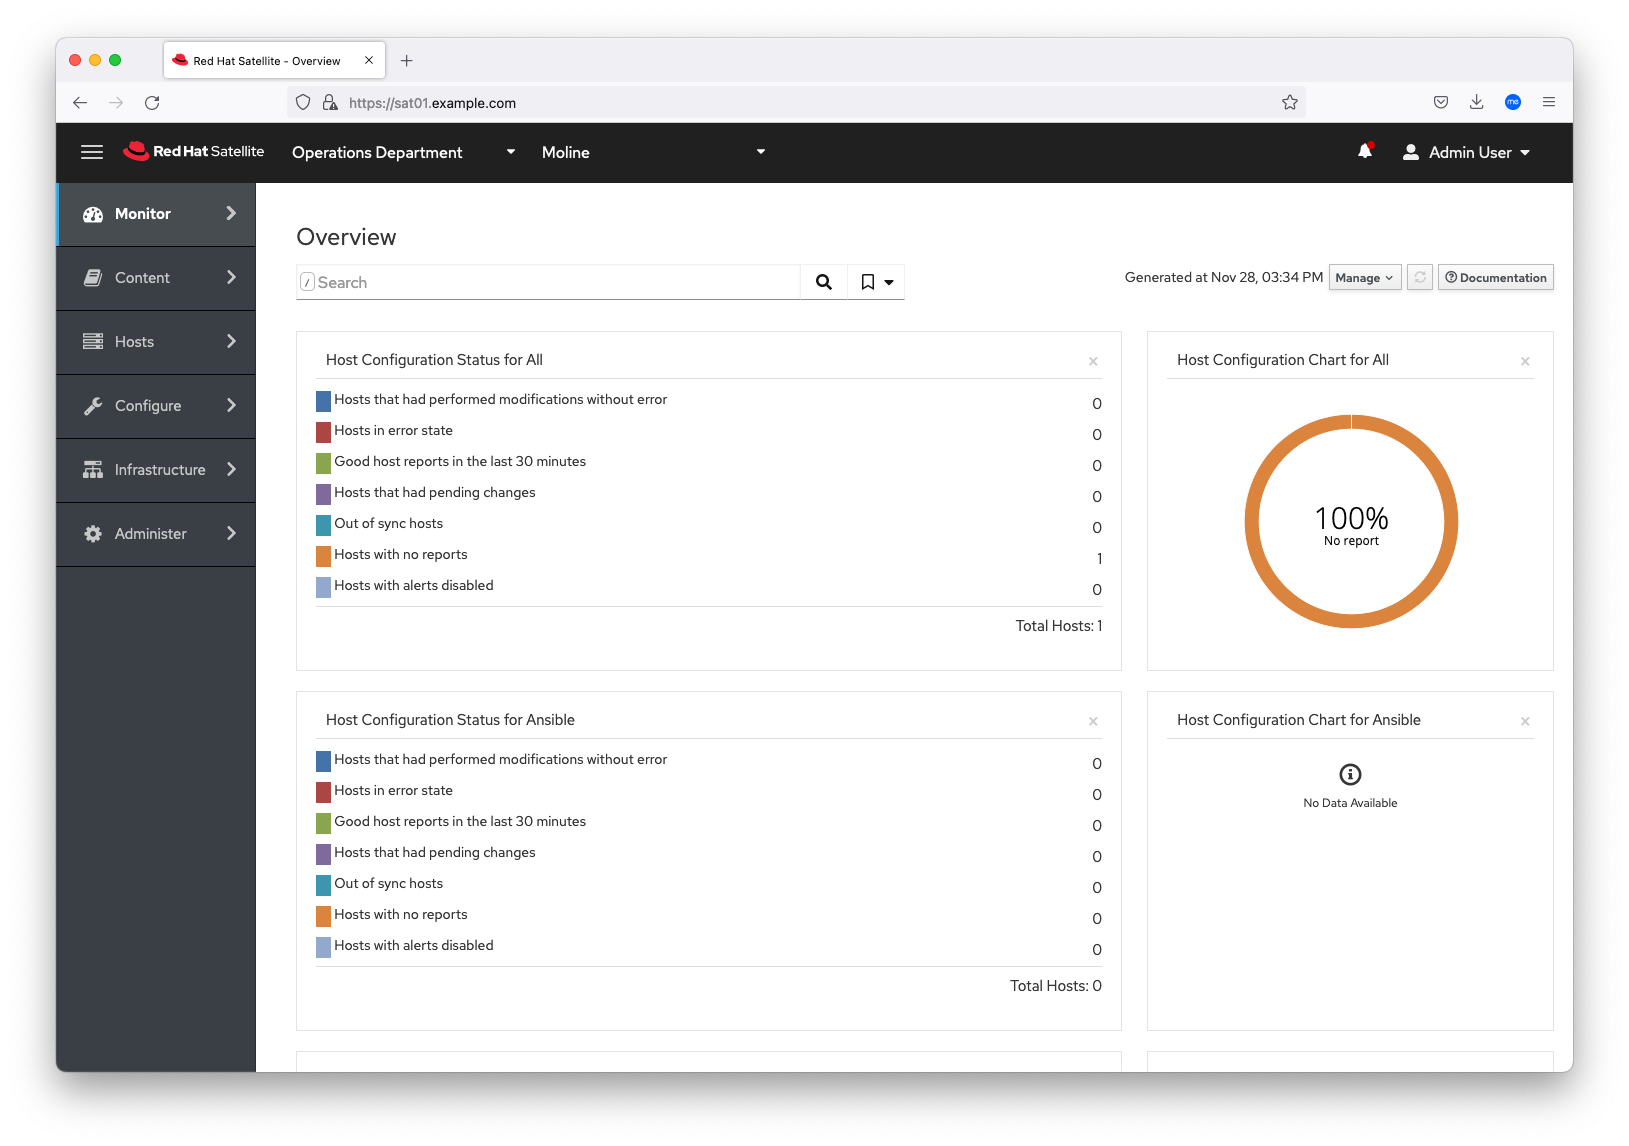 Red Hat Satellite - Overview
https://sat01.example.com
me
Red Hat Satellite
Operations Department
Moline
Admin User
Monitor
Content
Hosts
Configure
Infrastructure
Administer
Overview
/ Search
Generated at Nov 28, 03:34 PM
Manage
Documentation
Host Configuration Status for All
Hosts that had performed modifications without error 0
Hosts in error state 0
Good host reports in the last 30 minutes 0
Hosts that had pending changes 0
Out of sync hosts 0
Hosts with no reports 1
Hosts with alerts disabled 0
Total Hosts: 1
Host Configuration Chart for All
100%
No report
Host Configuration Status for Ansible
Hosts that had performed modifications without error 0
Hosts in error state 0
Good host reports in the last 30 minutes 0
Hosts that had pending changes 0
Out of sync hosts 0
Hosts with no reports 0
Hosts with alerts disabled 0
Total Hosts: 0
Host Configuration Chart for Ansible
No Data Available